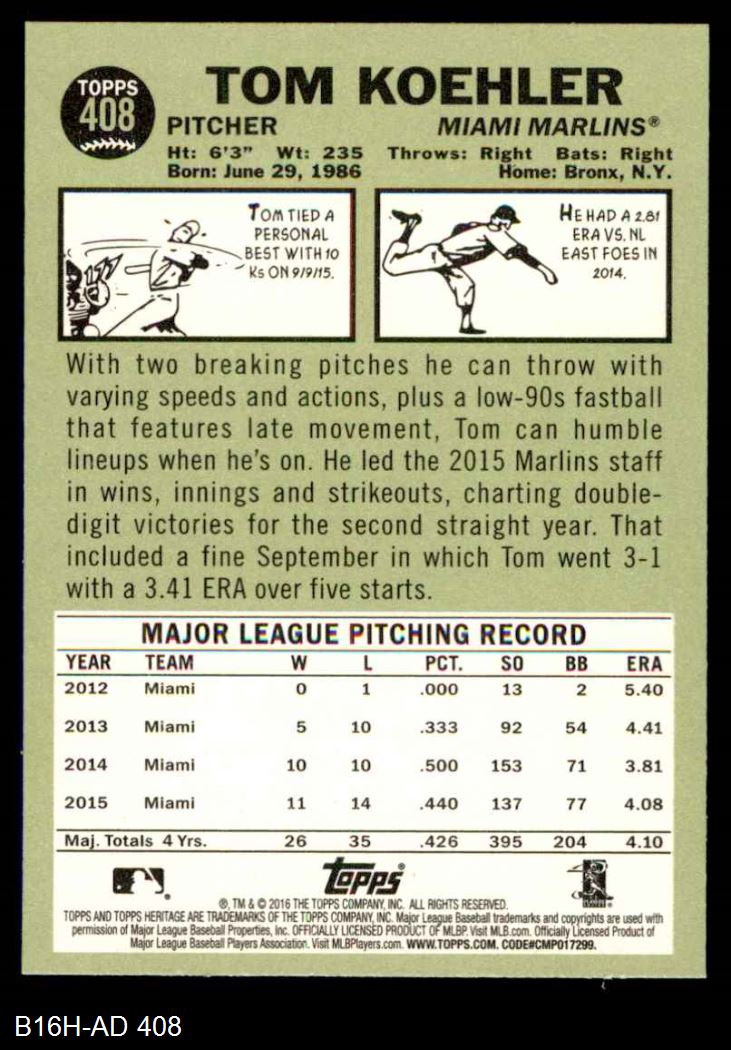 TOPPS
408
TOM KOEHLER
PITCHER MIAMI MARLINS®
Ht: 6'3" Wt: 235 Throws: Right Bats: Right
Born: June 29, 1986 Home: Bronx, N.Y.
TOM TIED A
PERSONAL
BEST WITH 10
Ks ON 9/9/15.
HE HAD A 2.81
ERA VS. NL
EAST FOES IN
2014.
With two breaking pitches he can throw with
varying speeds and actions, plus a low-90s fastball
that features late movement, Tom can humble
lineups when he's on. He led the 2015 Marlins staff
in wins, innings and strikeouts, charting double-
digit victories for the second straight year. That
included a fine September in which Tom went 3-1
with a 3.41 ERA over five starts.
MAJOR LEAGUE PITCHING RECORD
YEAR TEAM W L PCT. SO BB ERA
2012 Miami 0 1 .000 13 2 5.40
2013 Miami 5 10 .333 92 54 4.41
2014 Miami 10 10 .500 153 71 3.81
2015 Miami 11 14 .440 137 77 4.08
Maj. Totals 4 Yrs. 26 35 .426 395 204 4.10
Topps®
®, TM & © 2016 THE TOPPS COMPANY, INC. ALL RIGHTS RESERVED.
TOPPS AND TOPPS HERITAGE ARE TRADEMARKS OF THE TOPPS COMPANY, INC. Major League Baseball trademarks and copyrights are used with
permission of Major League Baseball Properties, Inc. OFFICIALLY LICENSED PRODUCT OF MLBP. Visit MLB.com. Officially Licensed Product of
Major League Baseball Players Association. Visit MLBPlayers.com. WWW.TOPPS.COM. CODE#CMP017299.
B16H-AD 408